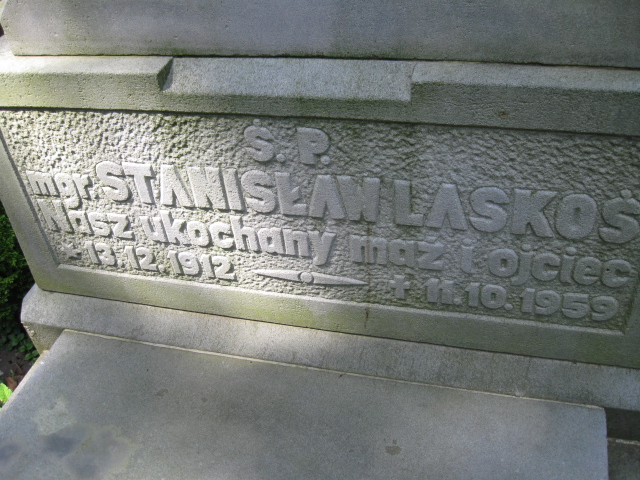 Ś.P.
mgr. STANISŁAW LASKOŚ
Nasz ukochany mąż i ojciec
* 13.12.1912 † 11.10.1959